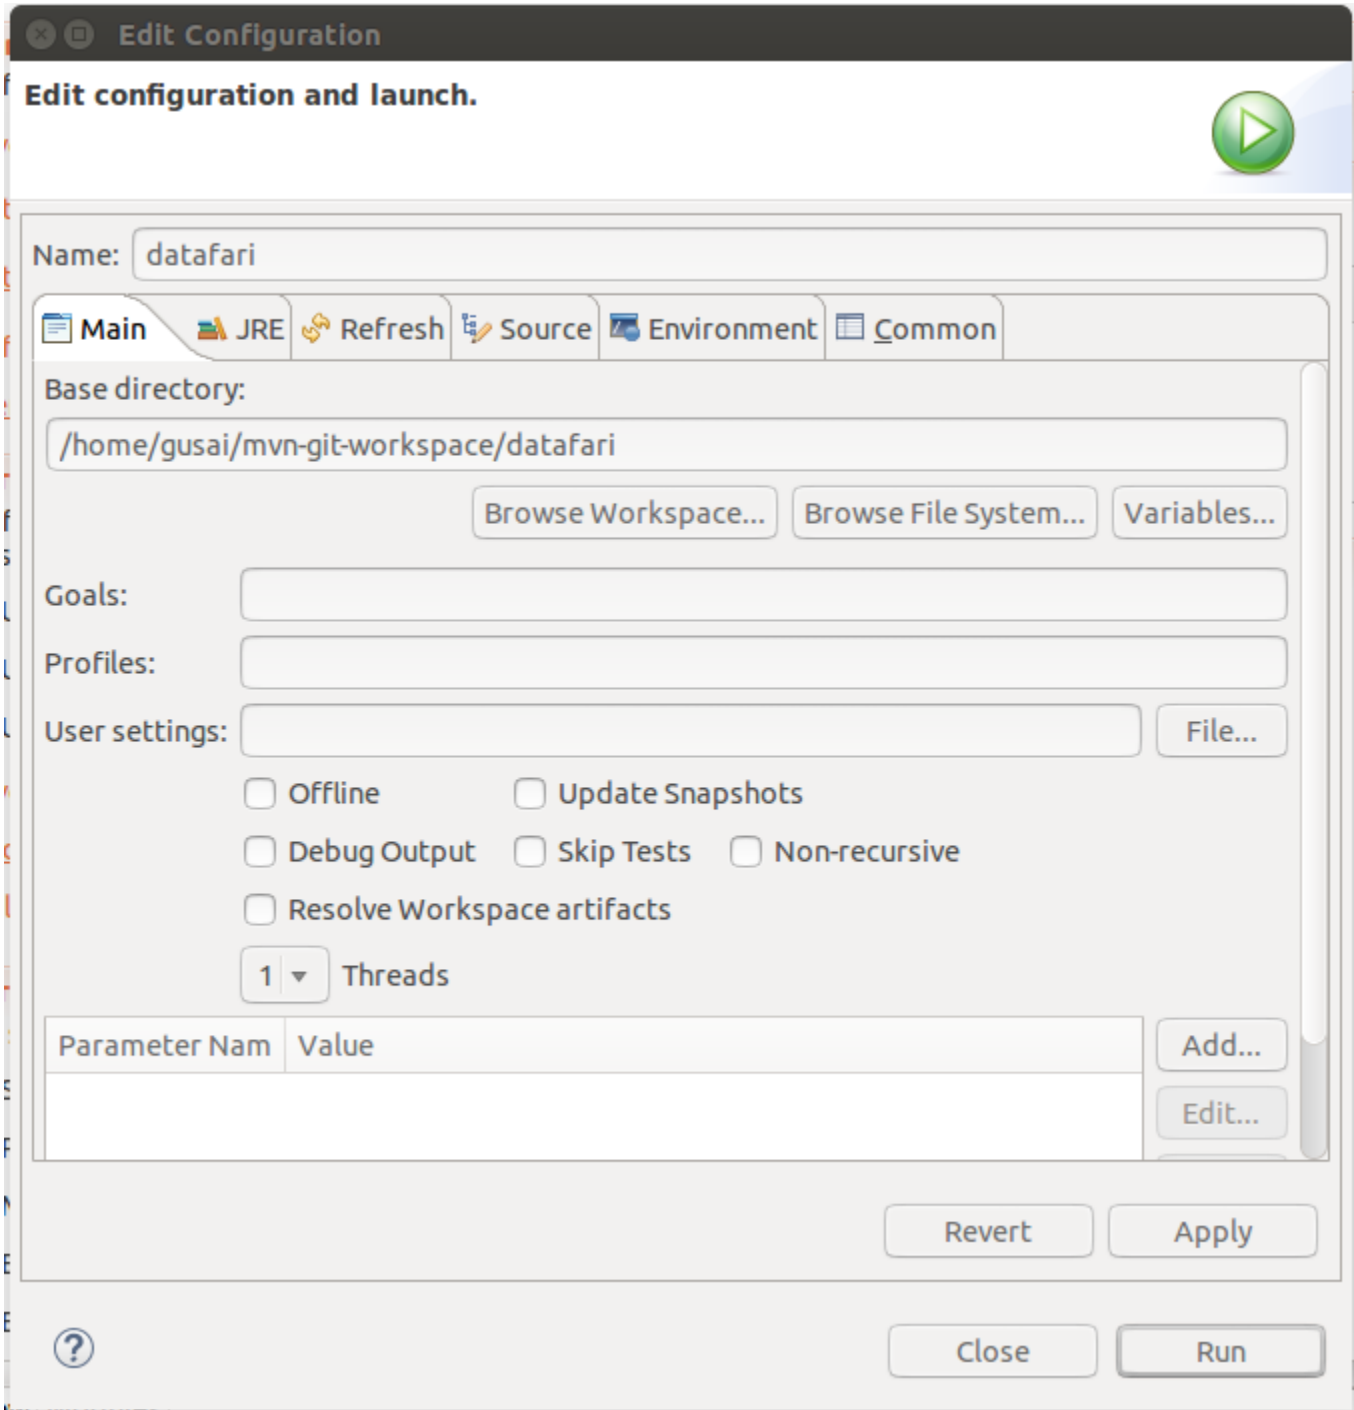 Edit Configuration
Edit configuration and launch.
Name: datafari
Main JRE Refresh Source Environment Common
Base directory:
/home/gusai/mvn-git-workspace/datafari
Browse Workspace... Browse File System... Variables...
Goals:
Profiles:
User settings: File...
Offline Update Snapshots
Debug Output Skip Tests Non-recursive
Resolve Workspace artifacts
1 Threads
Parameter Nam Value Add...
Edit...
Revert Apply
? Close Run